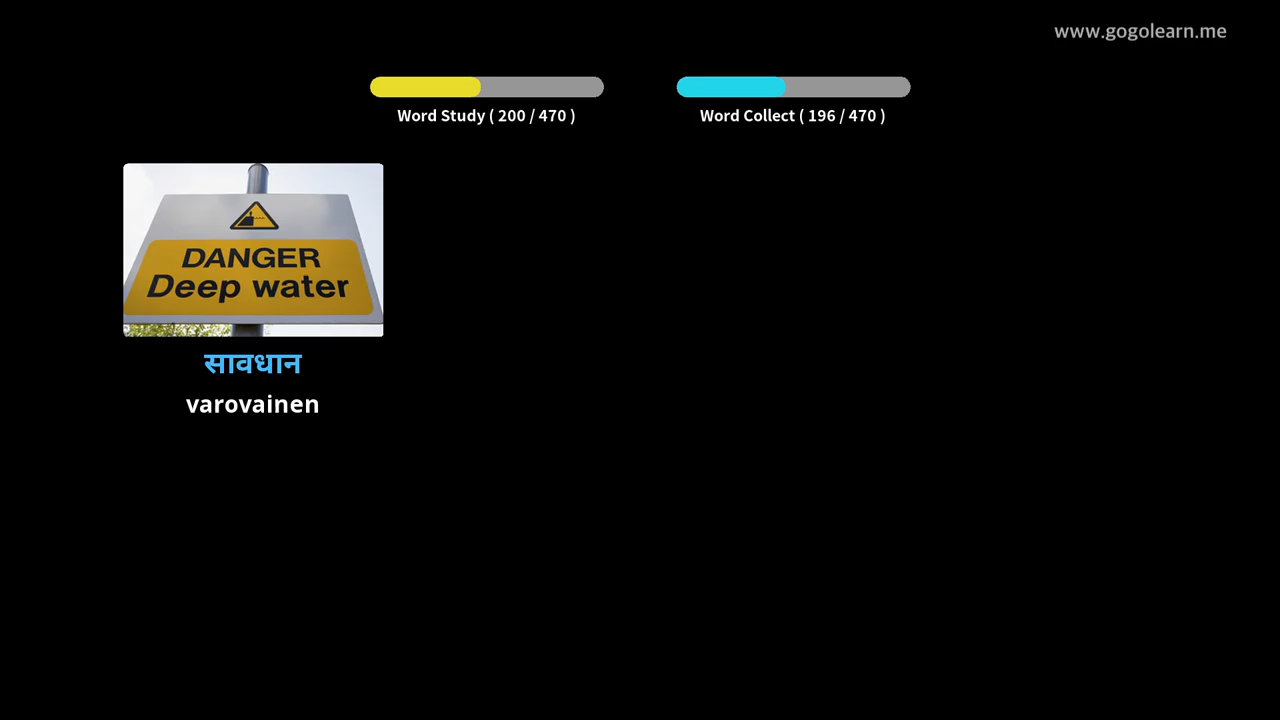 www.gogolearn.me
Word Study ( 200 / 470 )
Word Collect ( 196 / 470 )
DANGER
Deep water
सावधान
varovainen